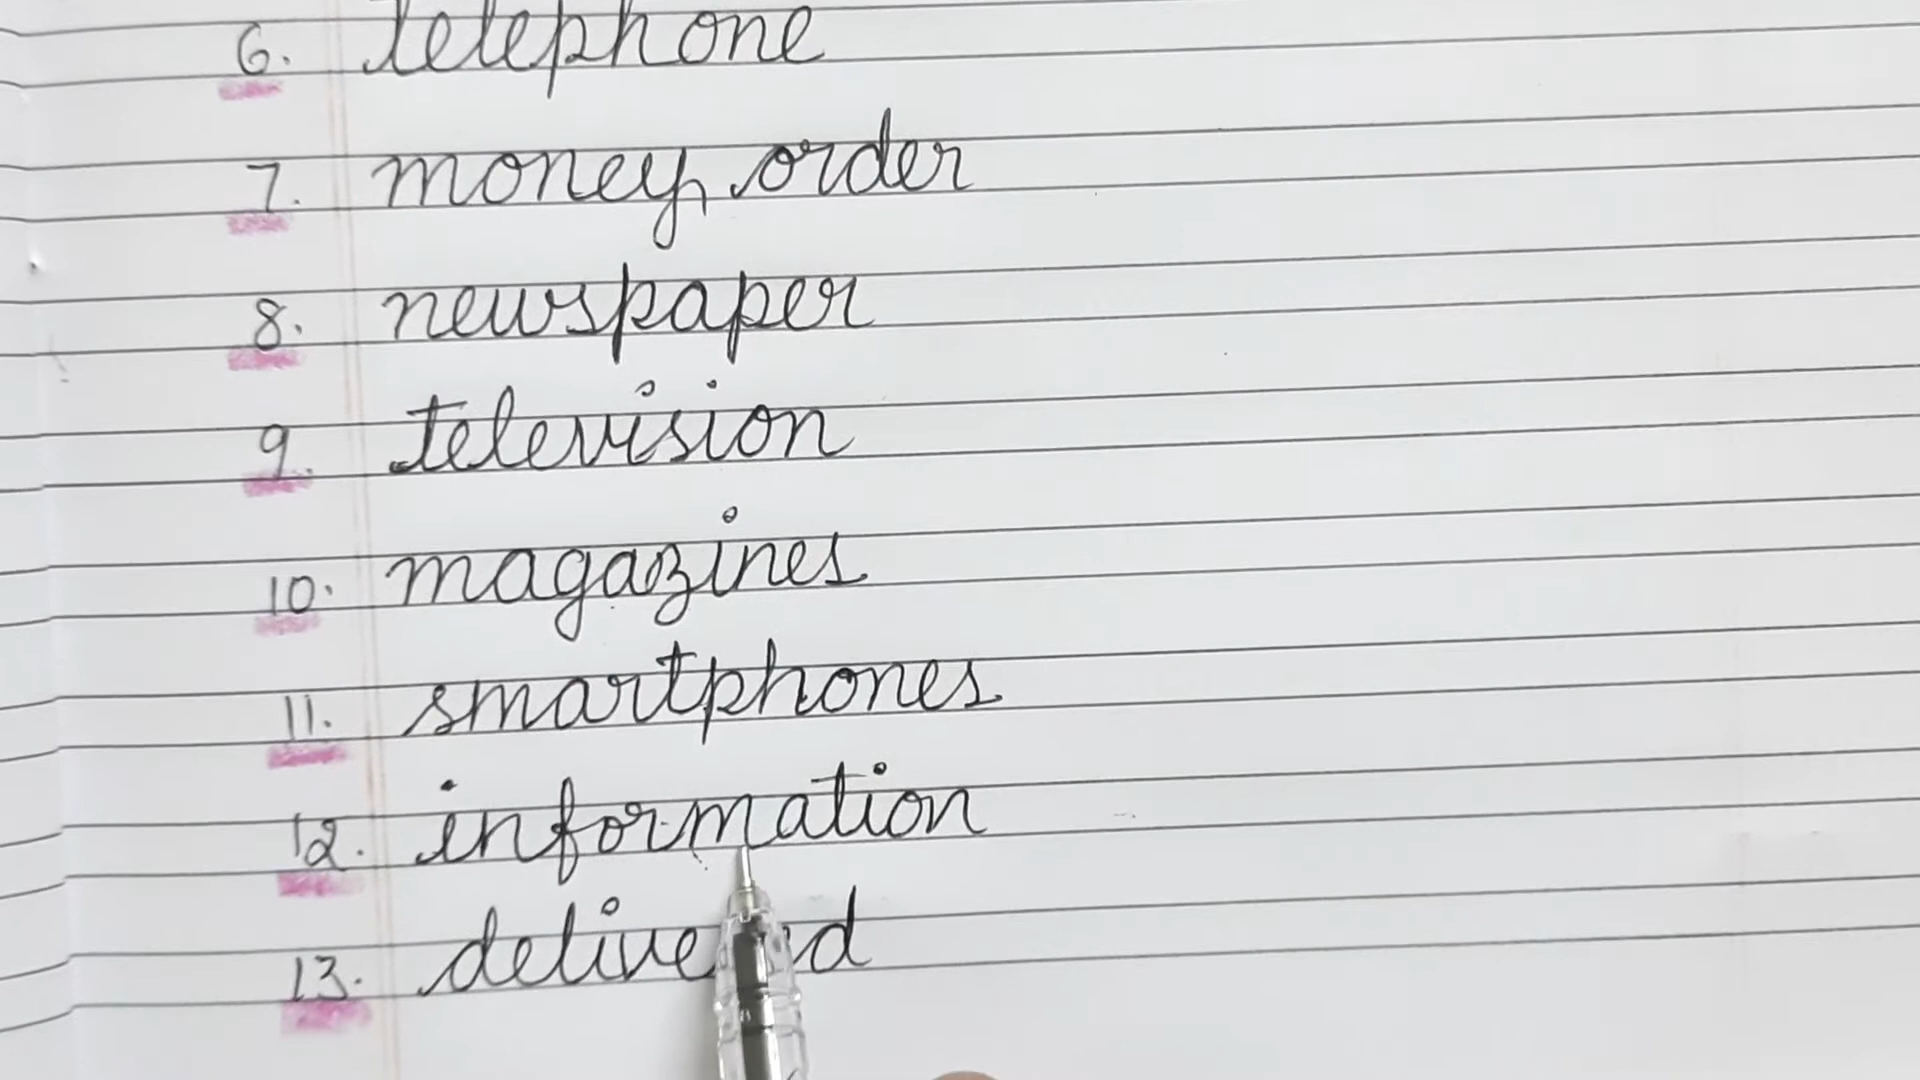 6. telephone
7. money order
8. newspaper
9. television
10. magazines
11. smartphones
12. information
13.